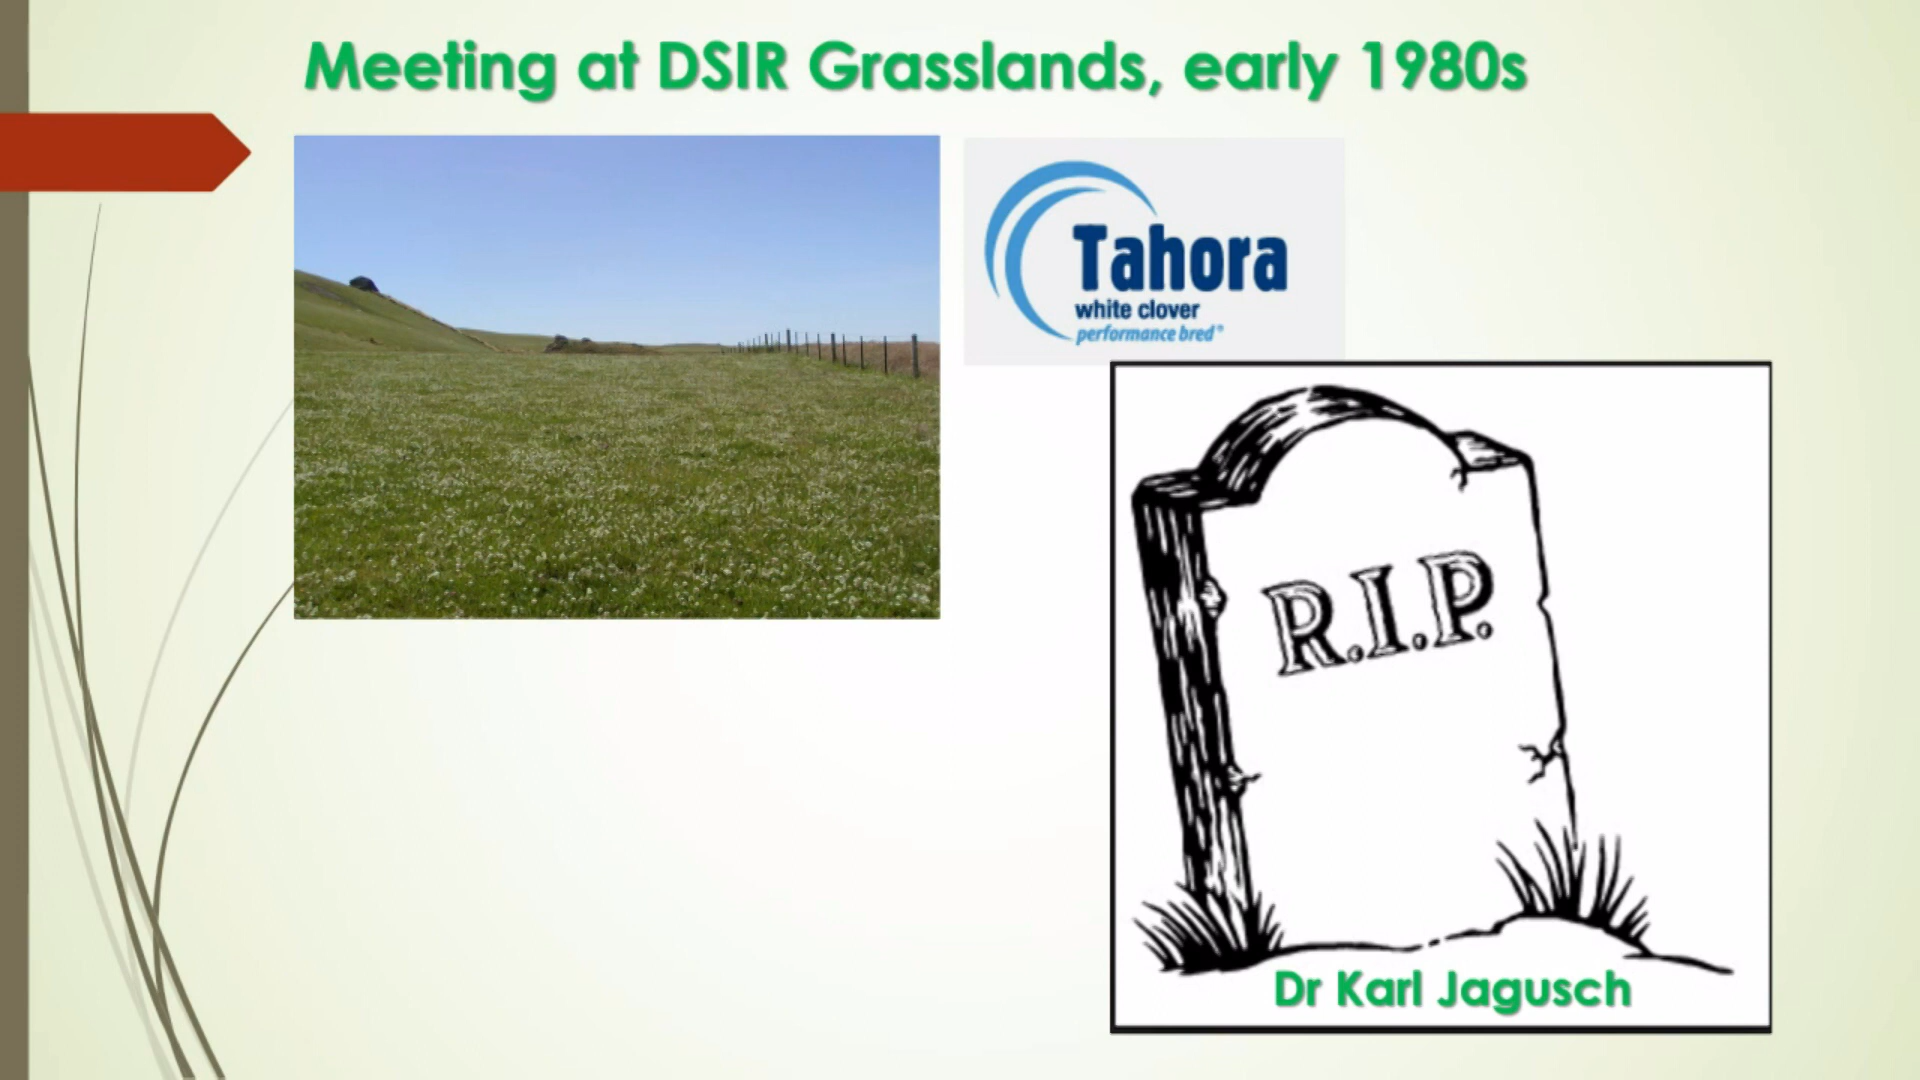 Meeting at DSIR Grasslands, early 1980s
Tahora
white clover
performance bred®
R.I.P.
Dr Karl Jagusch